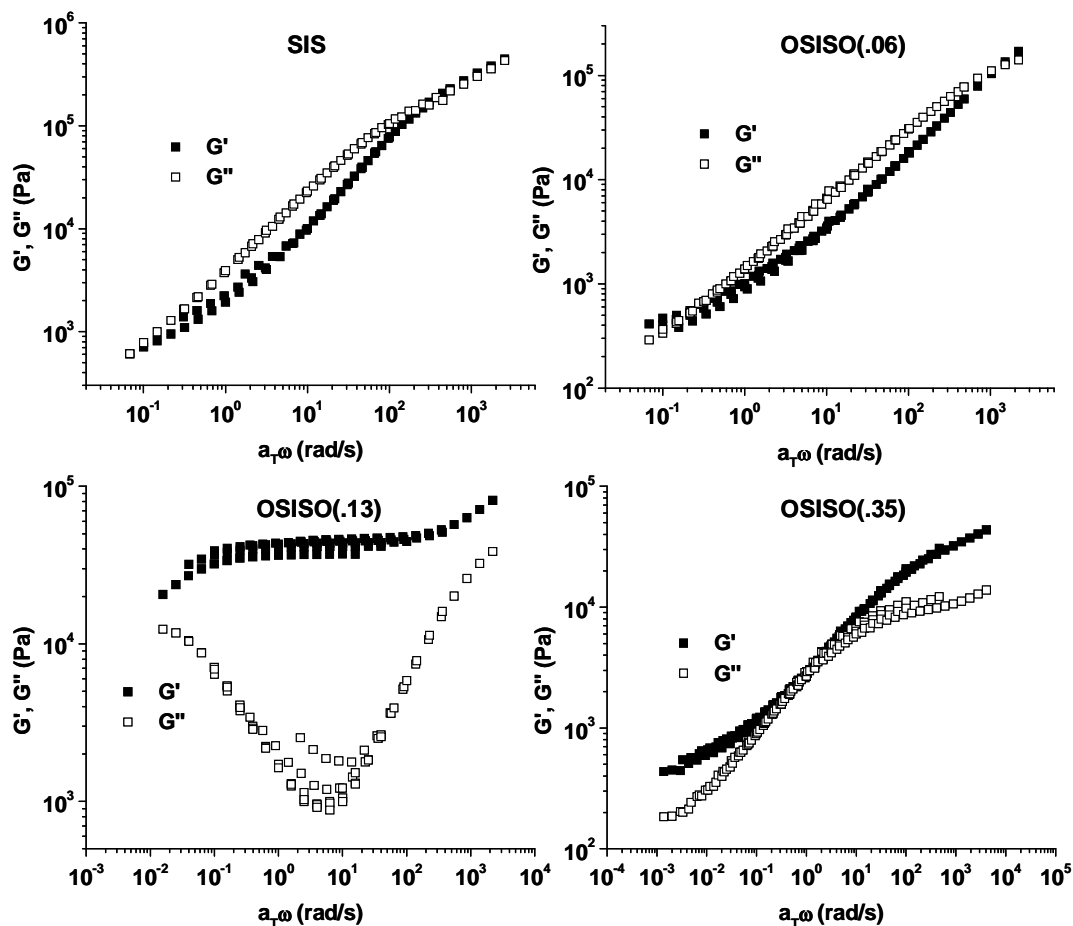 SIS
10^6
10^5
10^4
10^3
G', G" (Pa)
G'
G"
10^-1 10^0 10^1 10^2 10^3
a_Tω (rad/s)
OSISO(.06)
10^5
10^4
10^3
10^2
G', G" (Pa)
G'
G"
10^-1 10^0 10^1 10^2 10^3
a_Tω (rad/s)
OSISO(.13)
10^5
10^4
10^3
G', G" (Pa)
G'
G"
10^-3 10^-2 10^-1 10^0 10^1 10^2 10^3 10^4
a_Tω (rad/s)
OSISO(.35)
10^5
10^4
10^3
10^2
G', G" (Pa)
G'
G"
10^-4 10^-3 10^-2 10^-1 10^0 10^1 10^2 10^3 10^4 10^5
a_Tω (rad/s)